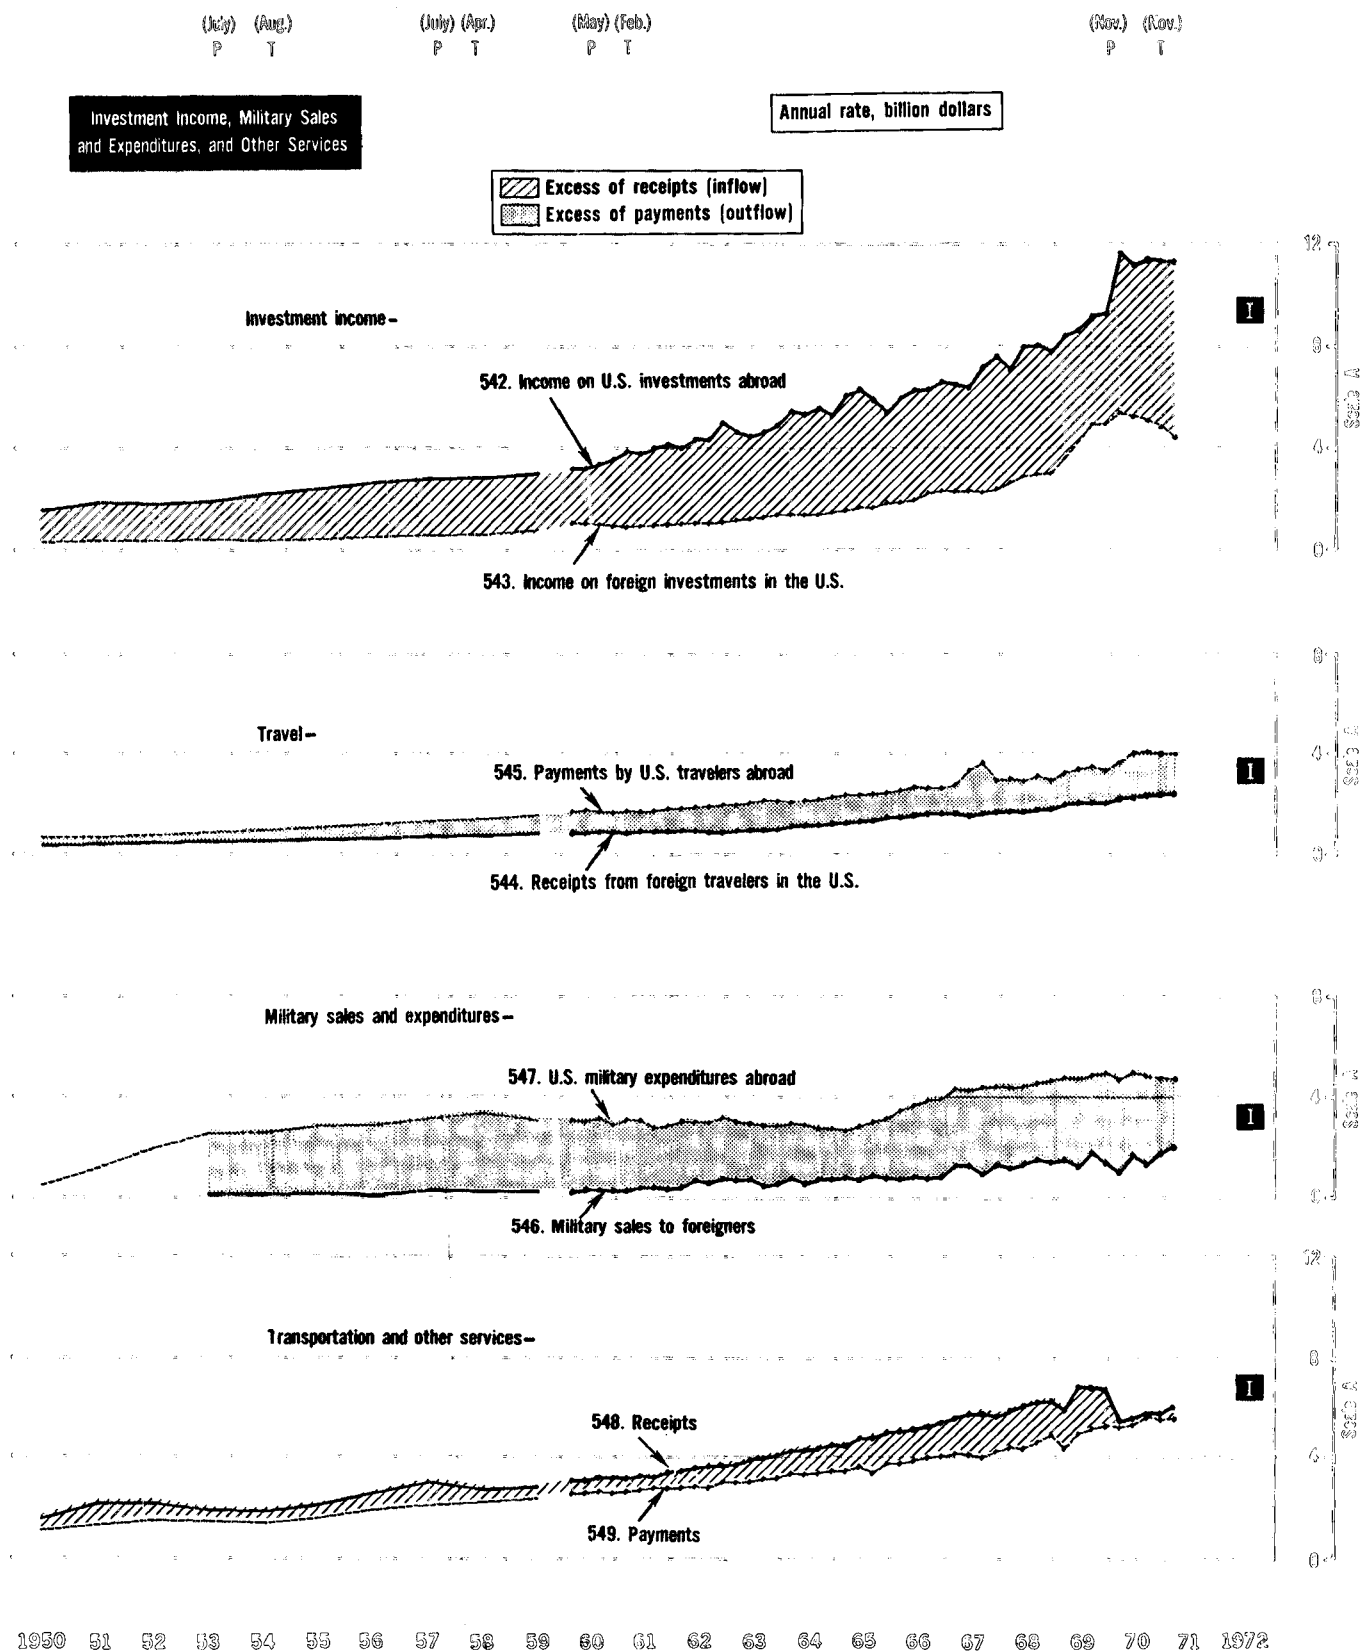 (July) (Aug.) (July) (Apr.) (May) (Feb.) (Nov.) (Nov.)
P T P T P T P T
Investment Income, Military Sales
and Expenditures, and Other Services
Annual rate, billion dollars
Excess of receipts (inflow)
Excess of payments (outflow)
12
Investment income–
I
8
542. Income on U.S. investments abroad
4
0
543. Income on foreign investments in the U.S.
8
Travel–
4
545. Payments by U.S. travelers abroad
I
0
544. Receipts from foreign travelers in the U.S.
8
Military sales and expenditures–
547. U.S. military expenditures abroad
4
I
0
546. Military sales to foreigners
12
Transportation and other services–
8
I
548. Receipts
4
549. Payments
0
1950 51 52 53 54 55 56 57 58 59 60 61 62 63 64 65 66 67 68 69 70 71 1972